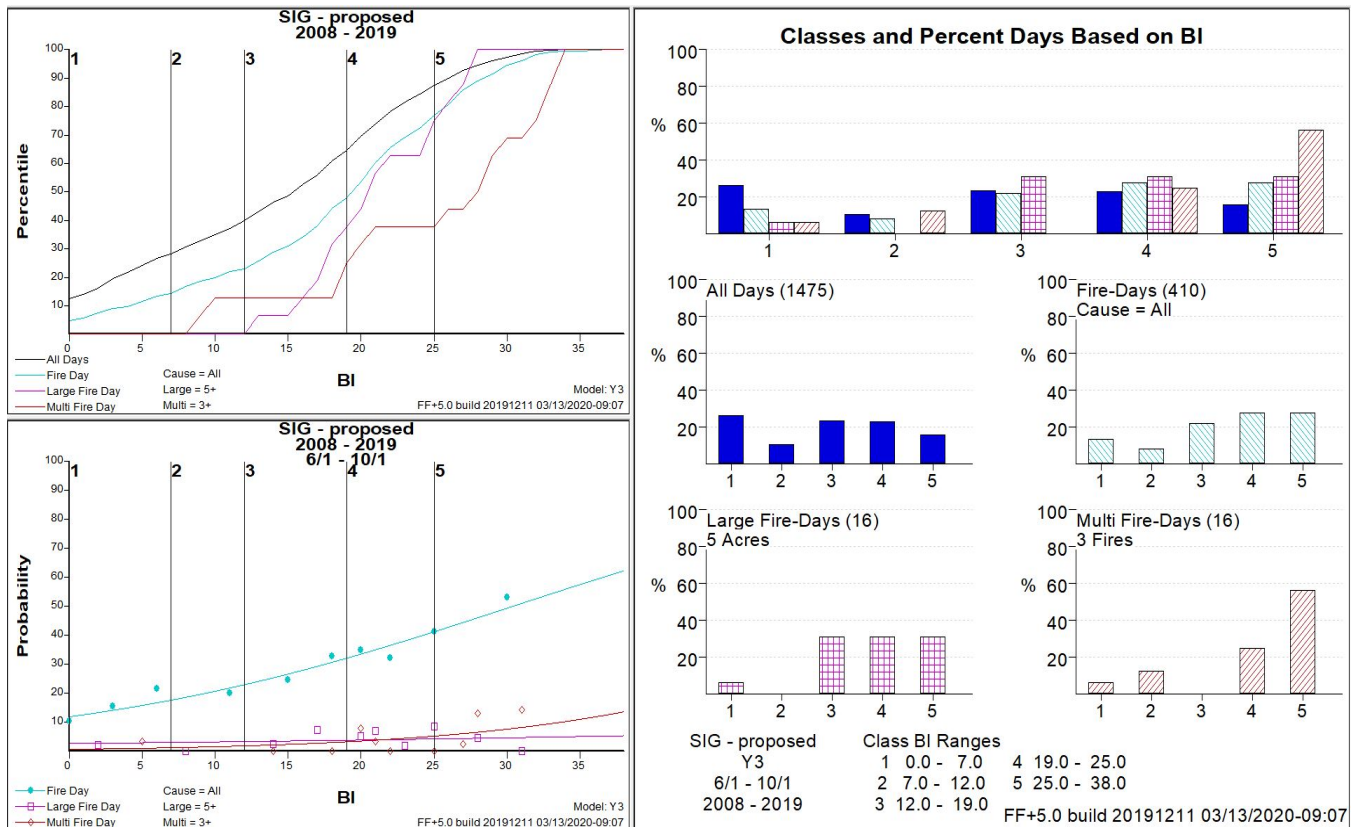 SIG - proposed
2008 - 2019
1 2 3 4 5
100
90
80
70
60
50
40
30
20
10
Percentile
0 5 10 15 20 25 30 35
BI
All Days
Fire Day
Large Fire Day
Multi Fire Day
Cause = All
Large = 5+
Multi = 3+
Model: Y3
FF+5.0 build 20191211 03/13/2020-09:07
SIG - proposed
2008 - 2019
6/1 - 10/1
1 2 3 4 5
100
90
80
70
60
50
40
30
20
10
Probability
0 5 10 15 20 25 30 35
BI
Fire Day
Large Fire Day
Multi Fire Day
Cause = All
Large = 5+
Multi = 3+
Model: Y3
FF+5.0 build 20191211 03/13/2020-09:07
Classes and Percent Days Based on BI
100
80
% 60
40
20
1 2 3 4 5
All Days (1475)
100
80
% 60
40
20
1 2 3 4 5
Fire-Days (410)
Cause = All
100
80
% 60
40
20
1 2 3 4 5
Large Fire-Days (16)
5 Acres
100
80
% 60
40
20
1 2 3 4 5
Multi Fire-Days (16)
3 Fires
100
80
% 60
40
20
1 2 3 4 5
SIG - proposed
Y3
6/1 - 10/1
2008 - 2019
Class BI Ranges
1 0.0 - 7.0 4 19.0 - 25.0
2 7.0 - 12.0 5 25.0 - 38.0
3 12.0 - 19.0
FF+5.0 build 20191211 03/13/2020-09:07